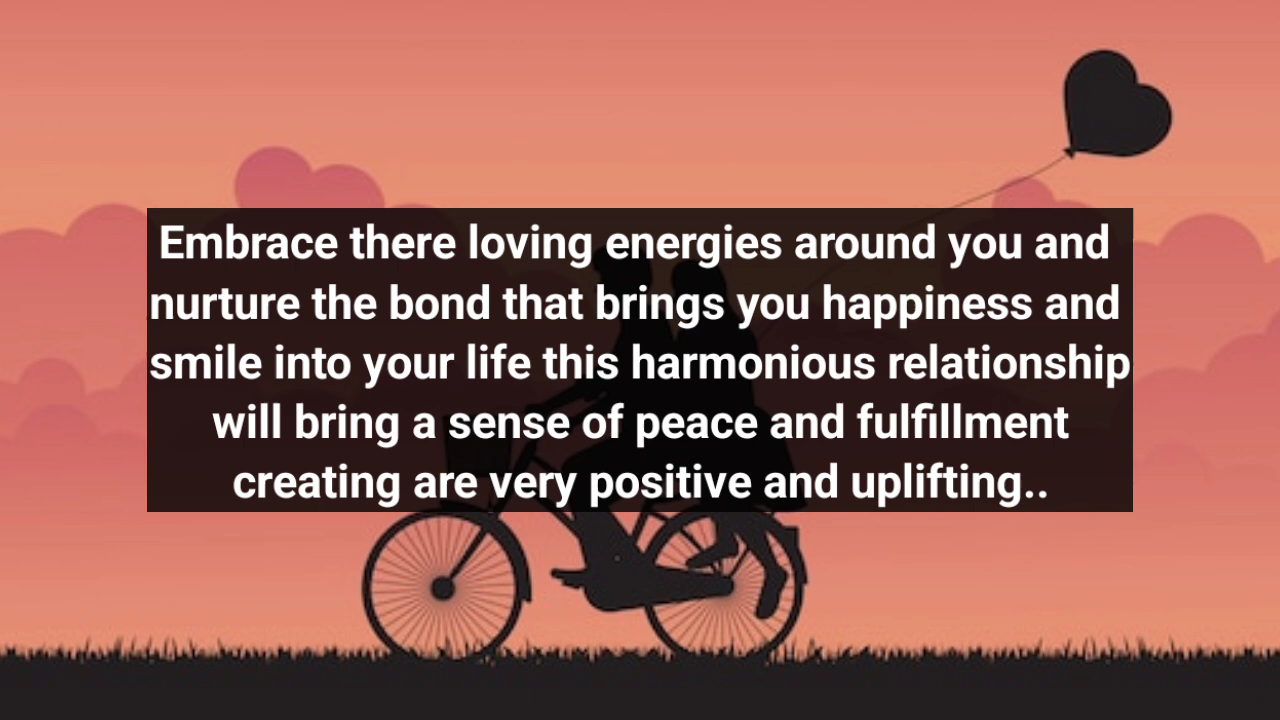 Embrace there loving energies around you and
nurture the bond that brings you happiness and
smile into your life this harmonious relationship
will bring a sense of peace and fulfillment
creating are very positive and uplifting..